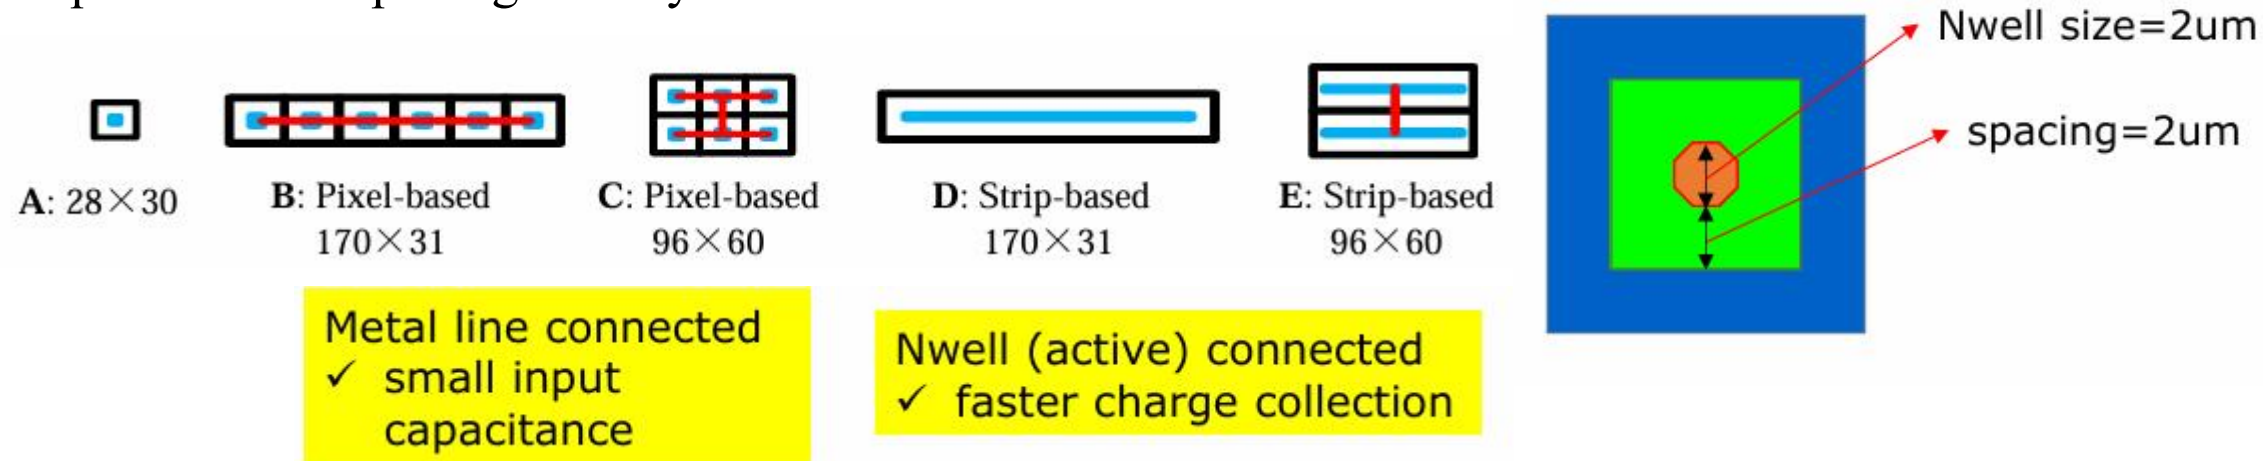 A: 28×30
B: Pixel-based
170×31
C: Pixel-based
96×60
D: Strip-based
170×31
E: Strip-based
96×60
Metal line connected
✓ small input
capacitance
Nwell (active) connected
✓ faster charge collection
Nwell size=2um
spacing=2um